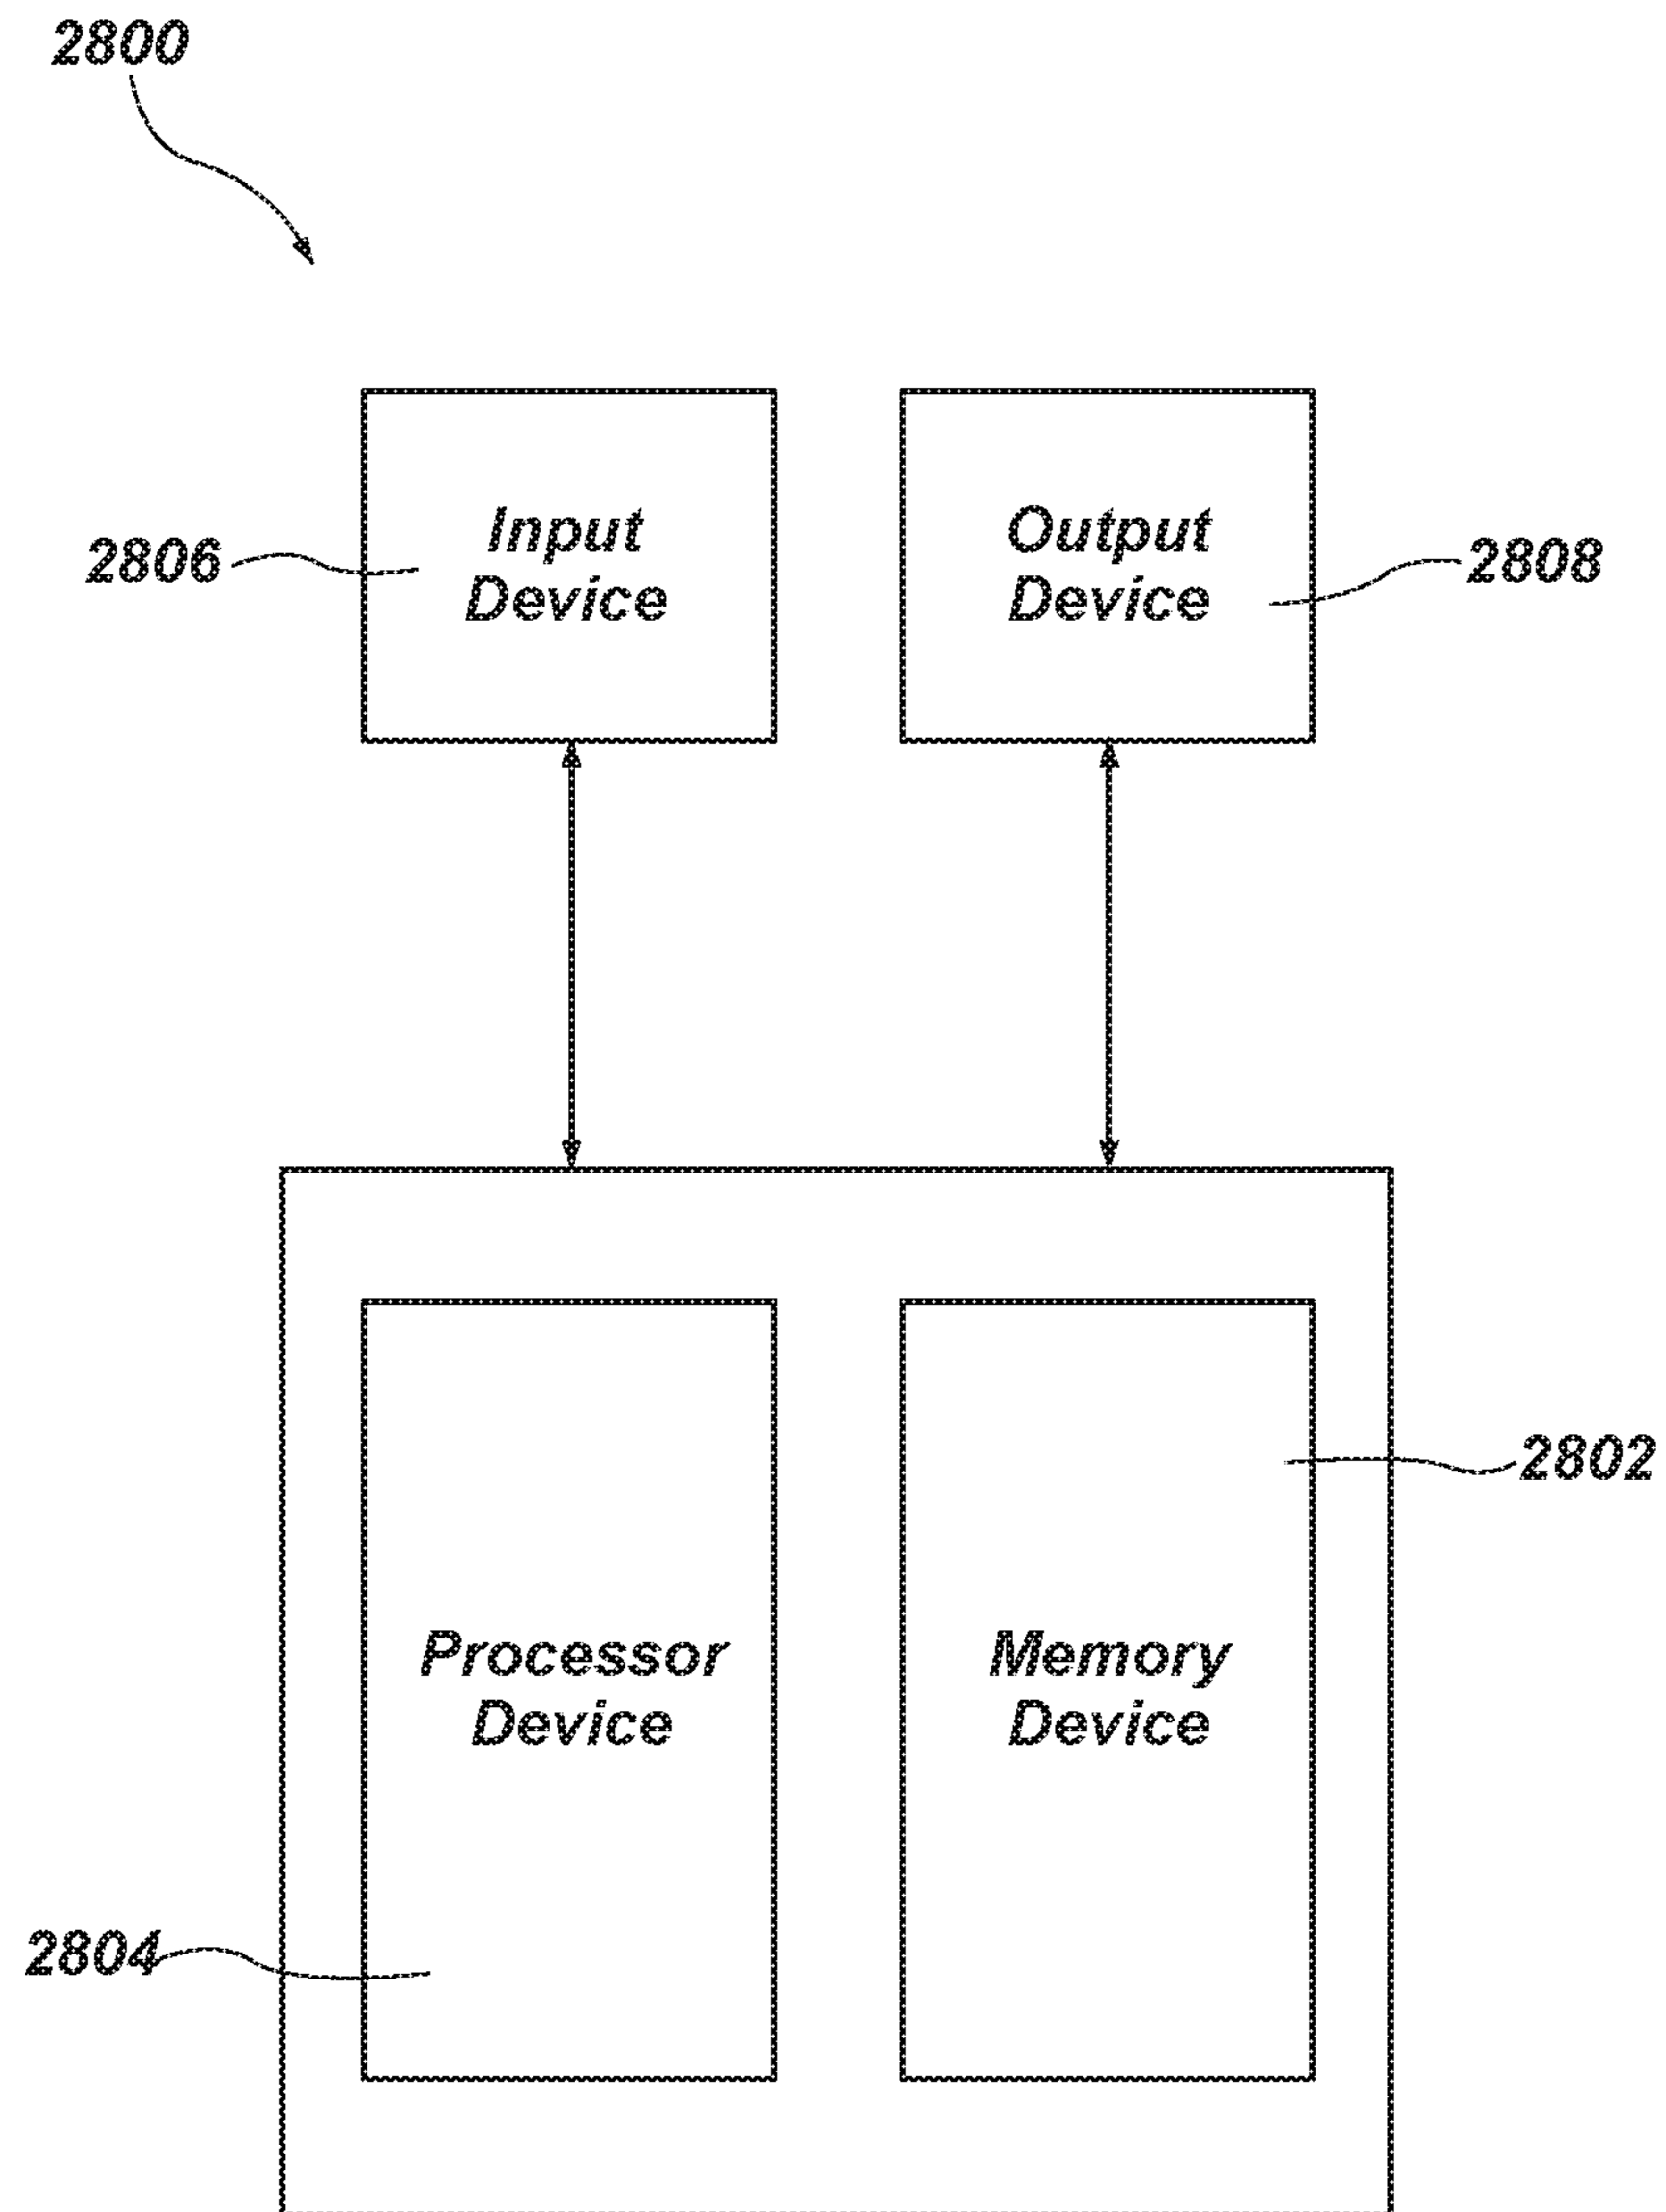 2800
Input
Device
Output
Device
2806
2808
Processor
Device
Memory
Device
2802
2804